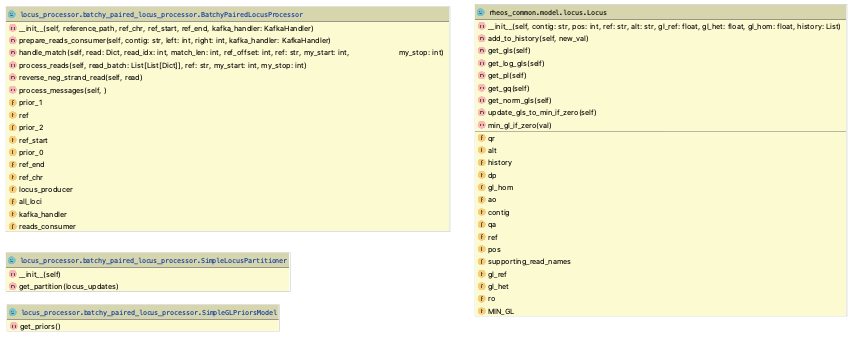 locus_processor.batchy_paired_locus_processor.BatchyPairedLocusProcessor
__init__(self, reference_path, ref_chr, ref_start, ref_end, kafka_handler: KafkaHandler)
prepare_reads_consumer(self, contig: str, left: int, right: int, kafka_handler: KafkaHandler)
handle_match(self, read: Dict, read_idx: int, match_len: int, ref_offset: int, ref: str, my_start: int, my_stop: int)
process_reads(self, read_batch: List[List[Dict]], ref: str, my_start: int, my_stop: int)
reverse_neg_strand_read(self, read)
process_messages(self, )
prior_1
ref
prior_2
ref_start
prior_0
ref_end
ref_chr
locus_producer
all_loci
kafka_handler
reads_consumer
locus_processor.batchy_paired_locus_processor.SimpleLocusPartitioner
__init__(self)
get_partition(locus_updates)
locus_processor.batchy_paired_locus_processor.SimpleGLPriorsModel
get_priors()
rheos_common.model.locus.Locus
__init__(self, contig: str, pos: int, ref: str, alt: str, gl_ref: float, gl_het: float, gl_hom: float, history: List)
add_to_history(self, new_val)
get_gls(self)
get_log_gls(self)
get_pl(self)
get_gq(self)
get_norm_gls(self)
update_gls_to_min_if_zero(self)
min_gl_if_zero(val)
qr
alt
history
dp
gl_hom
ao
contig
qa
ref
pos
supporting_read_names
gl_ref
gl_het
ro
MIN_GL